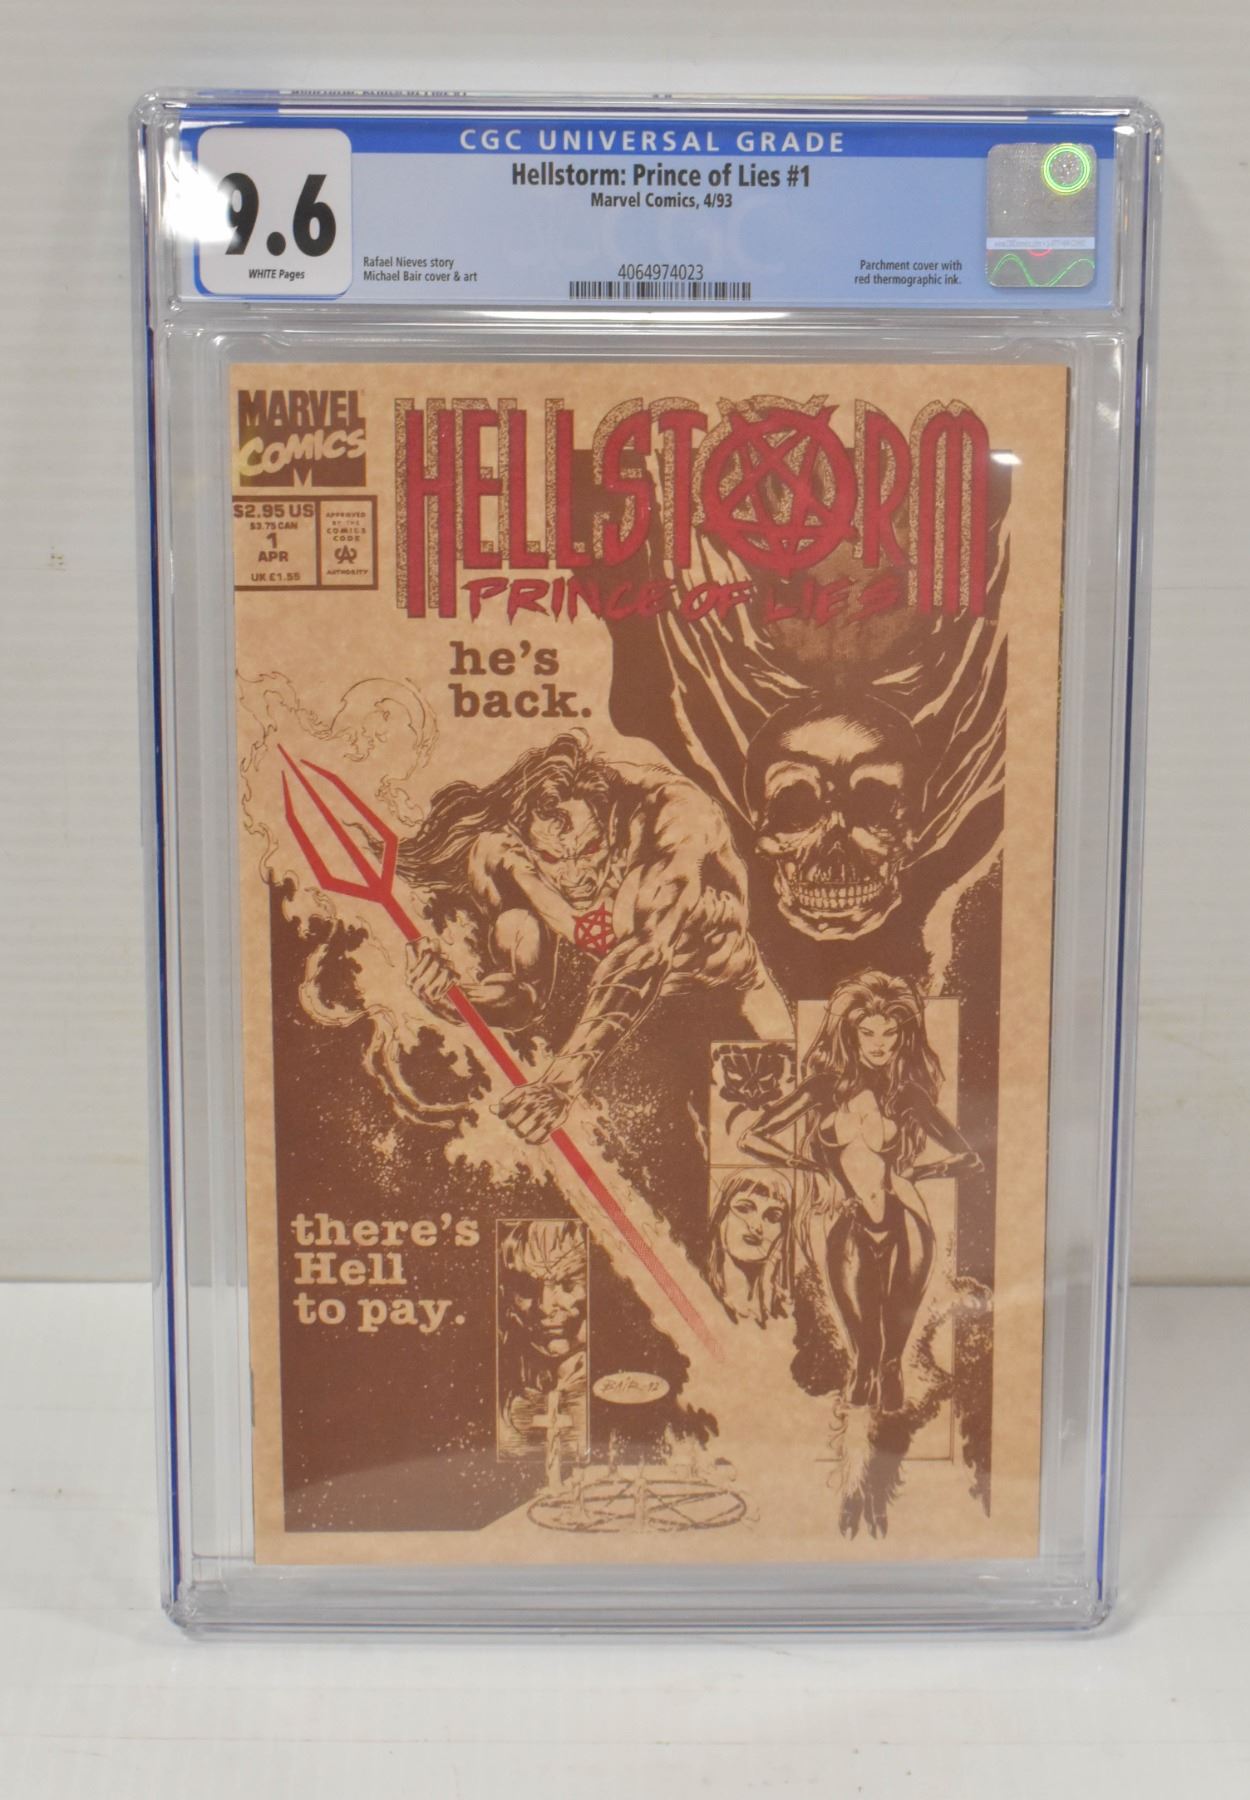 CGC UNIVERSAL GRADE
9.6
WHITE Pages
Hellstorm: Prince of Lies #1
Marvel Comics, 4/93
Rafael Nieves story
Michael Bair cover & art
4064974023
Parchment cover with
red thermographic ink.
MARVEL
COMICS
$2.95 US
$3.75 CAN
1
APR
UK £1.55
APPROVED
BY THE
COMICS
CODE
CA
AUTHORITY
HELLSTORM
PRINCE OF LIES
he's
back.
there's
Hell
to pay.
BAIR-92